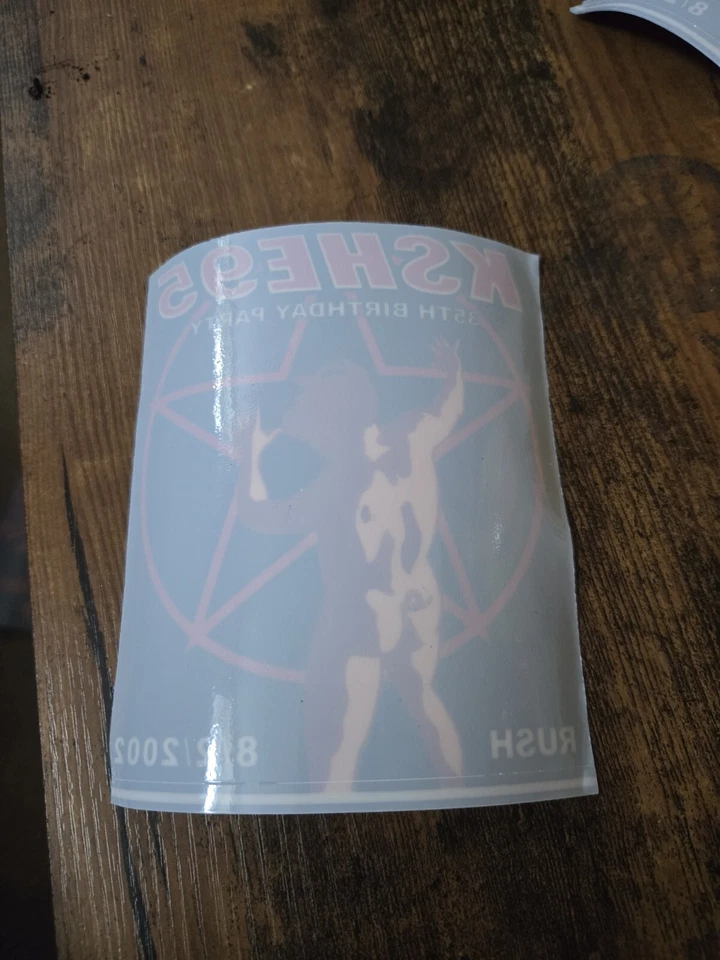 KSHE95
35TH BIRTHDAY PARTY
8/2/2002
RUSH